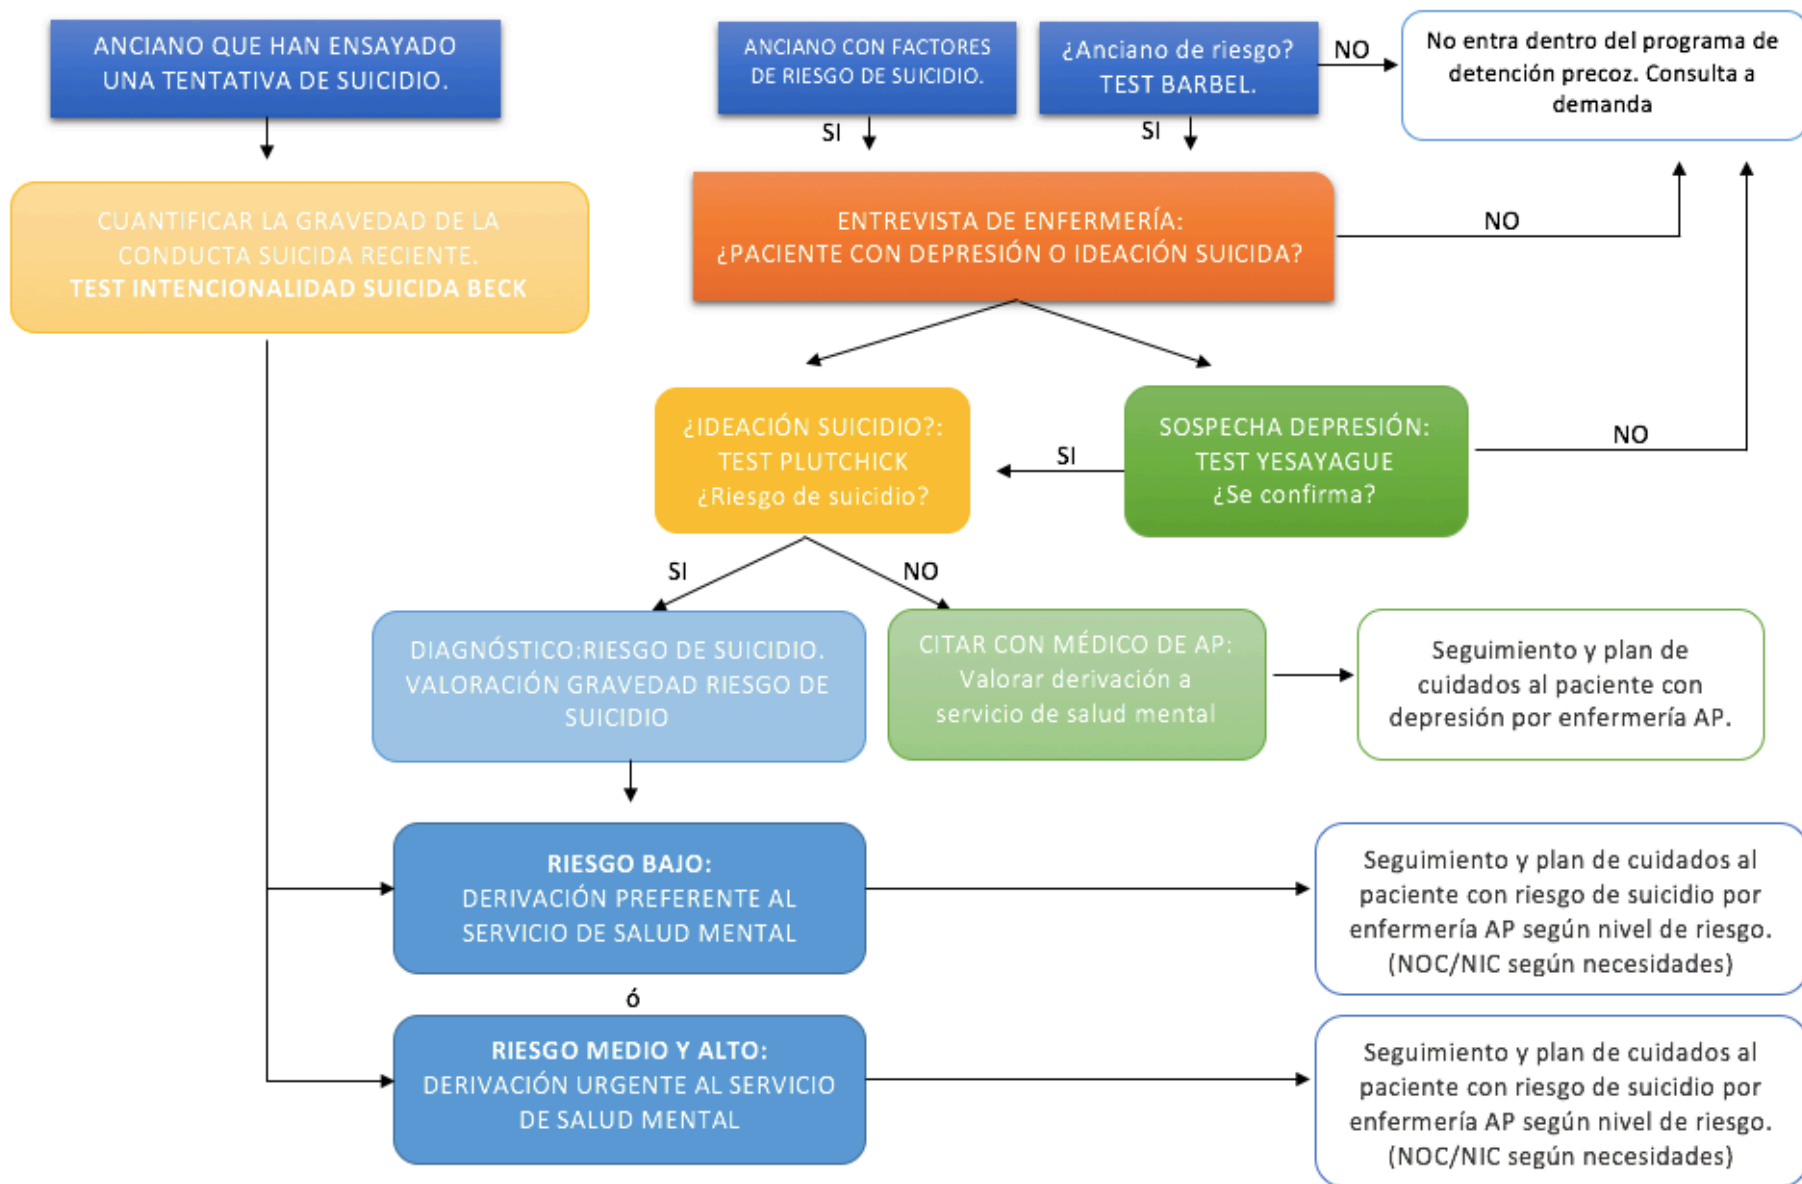 ANCIANO QUE HAN ENSAYADO
UNA TENTATIVA DE SUICIDIO.
ANCIANO CON FACTORES
DE RIESGO DE SUICIDIO.
¿Anciano de riesgo?
TEST BARBEL.
NO
No entra dentro del programa de
detención precoz. Consulta a
demanda
SI
SI
CUANTIFICAR LA GRAVEDAD DE LA
CONDUCTA SUICIDA RECIENTE.
TEST INTENCIONALIDAD SUICIDA BECK
ENTREVISTA DE ENFERMERÍA:
¿PACIENTE CON DEPRESIÓN O IDEACIÓN SUICIDA?
NO
¿IDEACIÓN SUICIDIO?:
TEST PLUTCHICK
¿Riesgo de suicidio?
SI
SOSPECHA DEPRESIÓN:
TEST YESAYAGUE
¿Se confirma?
NO
SI
NO
DIAGNÓSTICO:RIESGO DE SUICIDIO.
VALORACIÓN GRAVEDAD RIESGO DE
SUICIDIO
CITAR CON MÉDICO DE AP:
Valorar derivación a
servicio de salud mental
Seguimiento y plan de
cuidados al paciente con
depresión por enfermería AP.
RIESGO BAJO:
DERIVACIÓN PREFERENTE AL
SERVICIO DE SALUD MENTAL
Seguimiento y plan de cuidados al
paciente con riesgo de suicidio por
enfermería AP según nivel de riesgo.
(NOC/NIC según necesidades)
ó
RIESGO MEDIO Y ALTO:
DERIVACIÓN URGENTE AL SERVICIO
DE SALUD MENTAL
Seguimiento y plan de cuidados al
paciente con riesgo de suicidio por
enfermería AP según nivel de riesgo.
(NOC/NIC según necesidades)